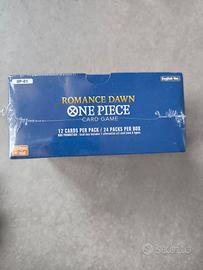 OP-01
English Ver.
ROMANCE DAWN
ONE PIECE
CARD GAME
12 CARDS PER PACK / 24 PACKS PER BOX
subito